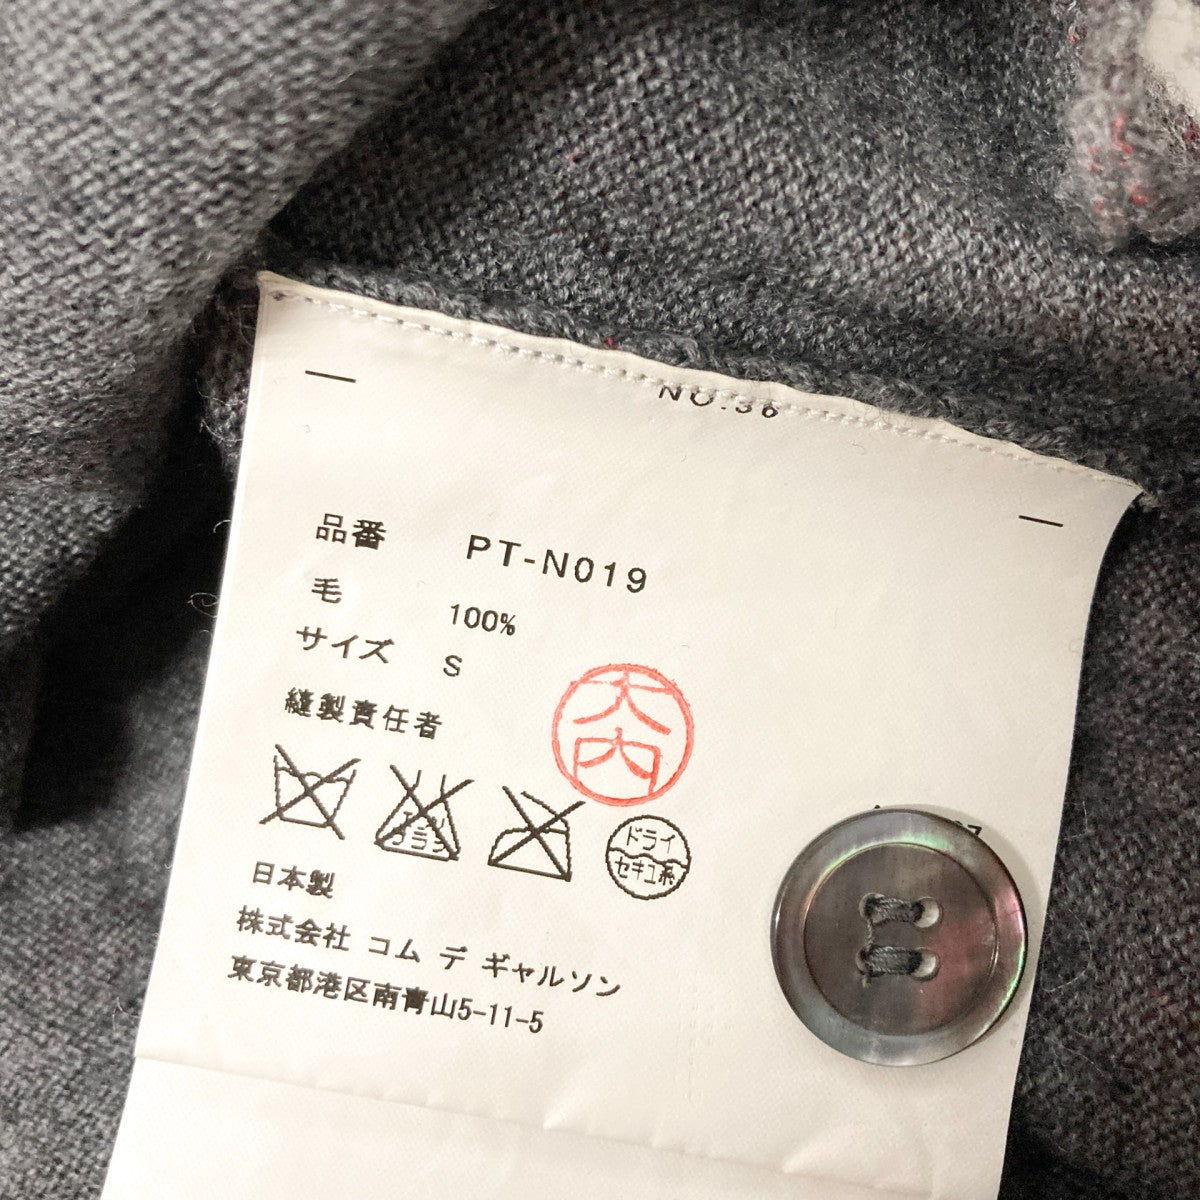 NO.36
品番 PT-N019
毛 100%
サイズ S
縫製責任者
大内
ドライ
セキユ系
日本製
株式会社 コム デ ギャルソン
東京都港区南青山5-11-5